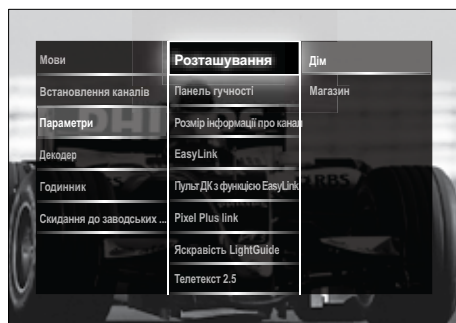 Мови
Встановлення каналів
Параметри
Декодер
Годинник
Скидання до заводських ...
Розташування
Панель гучності
Розмір інформації про канал
EasyLink
Пульт ДК з функцією EasyLink
Pixel Plus link
Яскравість LightGuide
Телетекст 2.5
Дім
Магазин
RBS